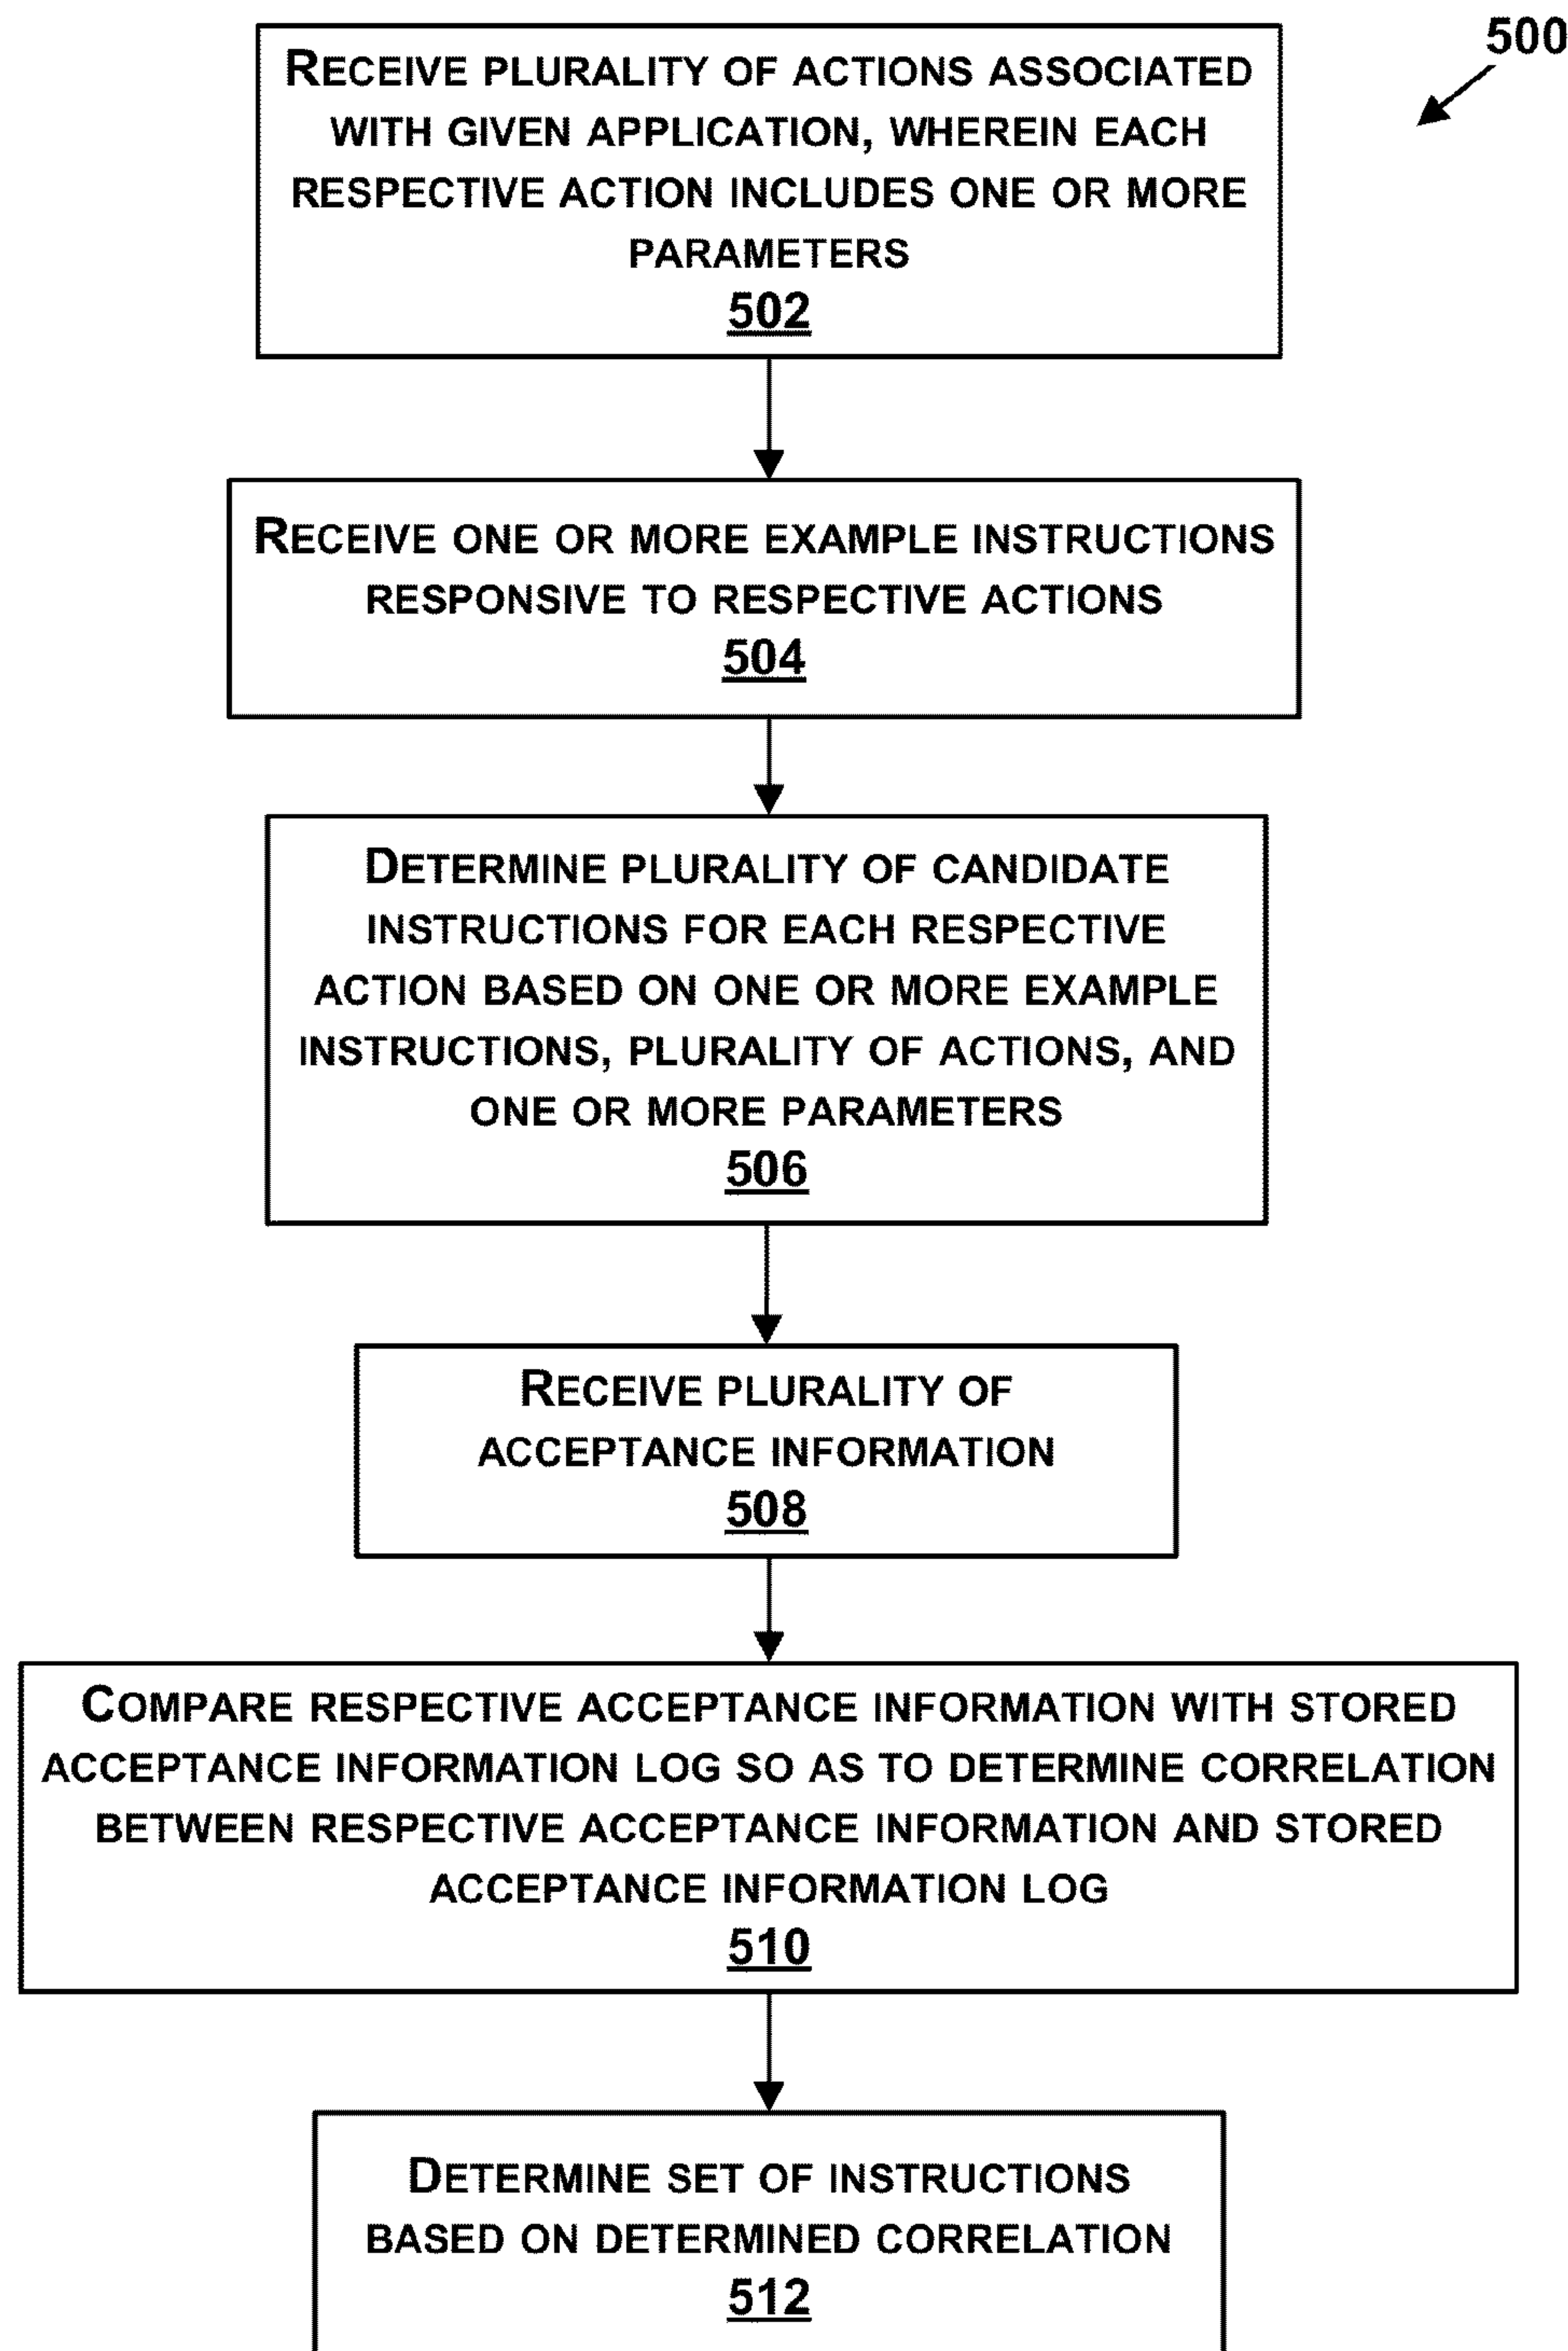 500
RECEIVE PLURALITY OF ACTIONS ASSOCIATED
WITH GIVEN APPLICATION, WHEREIN EACH
RESPECTIVE ACTION INCLUDES ONE OR MORE
PARAMETERS
502
RECEIVE ONE OR MORE EXAMPLE INSTRUCTIONS
RESPONSIVE TO RESPECTIVE ACTIONS
504
DETERMINE PLURALITY OF CANDIDATE
INSTRUCTIONS FOR EACH RESPECTIVE
ACTION BASED ON ONE OR MORE EXAMPLE
INSTRUCTIONS, PLURALITY OF ACTIONS, AND
ONE OR MORE PARAMETERS
506
RECEIVE PLURALITY OF
ACCEPTANCE INFORMATION
508
COMPARE RESPECTIVE ACCEPTANCE INFORMATION WITH STORED
ACCEPTANCE INFORMATION LOG SO AS TO DETERMINE CORRELATION
BETWEEN RESPECTIVE ACCEPTANCE INFORMATION AND STORED
ACCEPTANCE INFORMATION LOG
510
DETERMINE SET OF INSTRUCTIONS
BASED ON DETERMINED CORRELATION
512